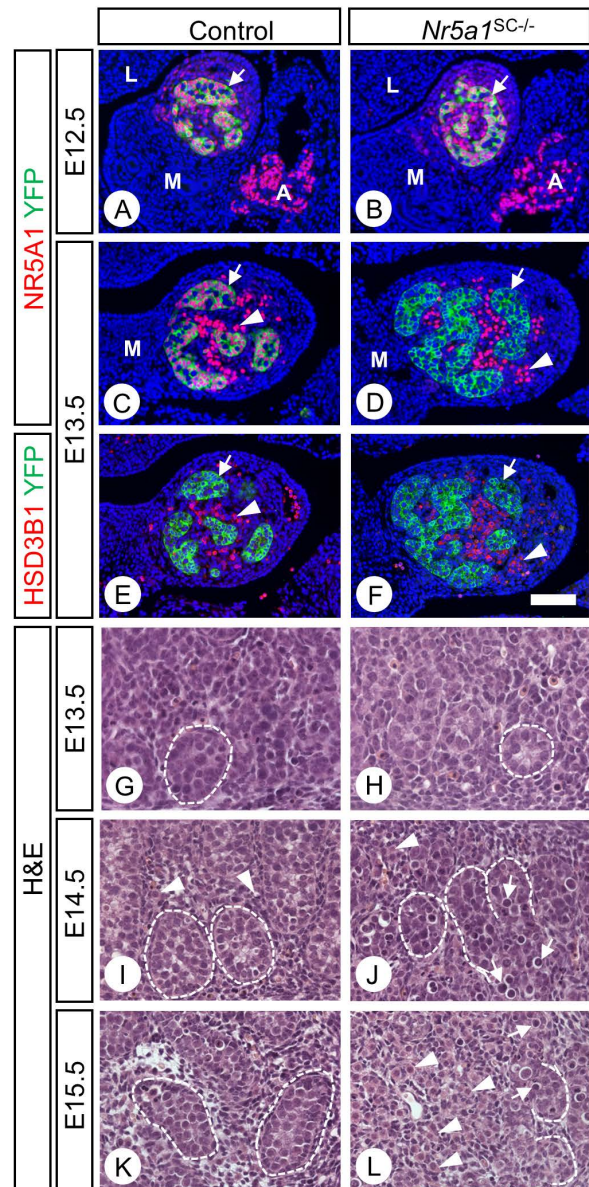 Control
Nr5a1SC-/-
NR5A1 YFP
HSD3B1 YFP
H&E
E12.5
E13.5
E13.5
E14.5
E15.5
L
M
A
A
L
M
A
B
M
C
M
D
E
F
G
H
I
J
K
L